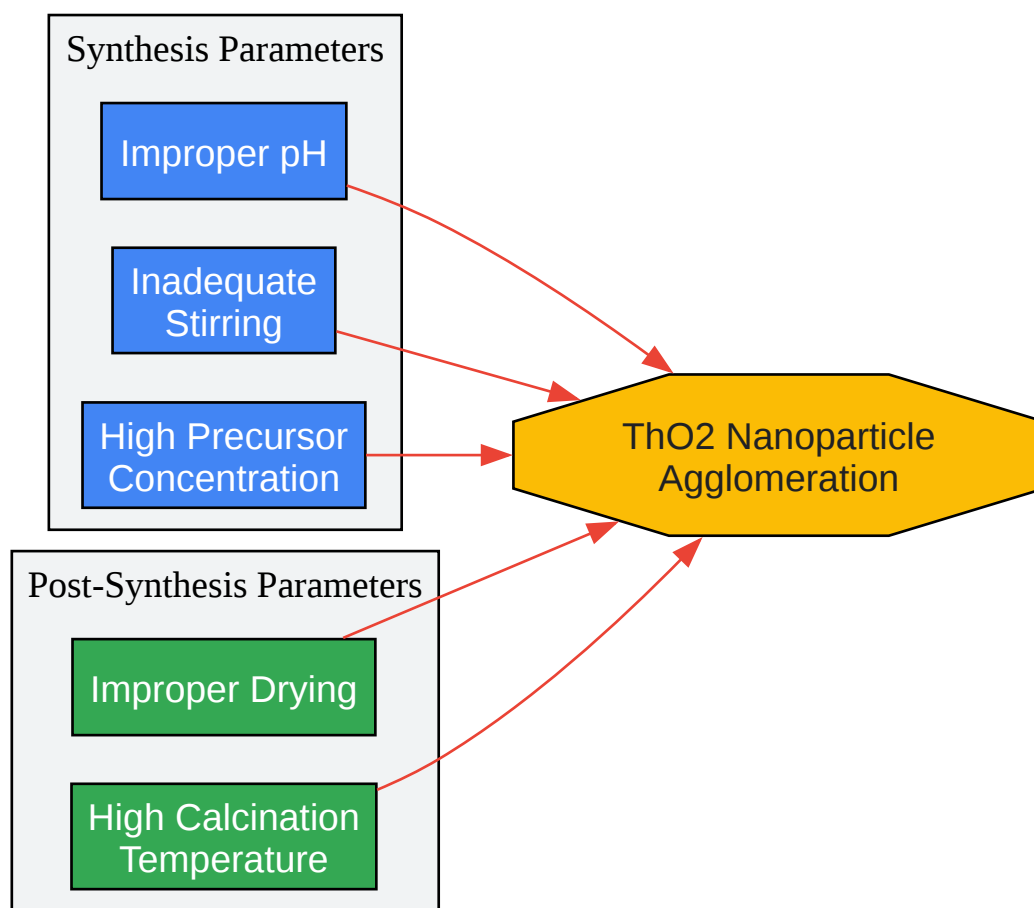 Synthesis Parameters
Improper pH
Inadequate
Stirring
High Precursor
Concentration
ThO2 Nanoparticle
Agglomeration
Post-Synthesis Parameters
Improper Drying
High Calcination
Temperature